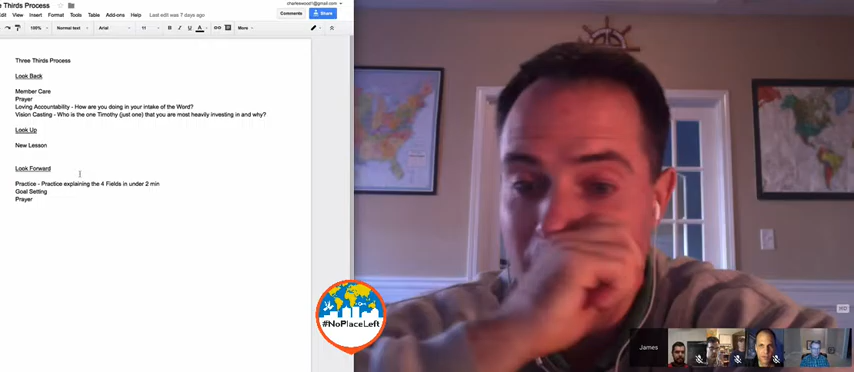 e Thirds Process
charleswood1@gmail.com
it View Insert Format Tools Table Add-ons Help Last edit was 7 days ago
Comments
Share
100% Normal text Arial 11 B I U A More
Three Thirds Process
Look Back
Member Care
Prayer
Loving Accountability - How are you doing in your intake of the Word?
Vision Casting - Who is the one Timothy (just one) that you are most heavily investing in and why?
Look Up
New Lesson
Look Forward
Practice - Practice explaining the 4 Fields in under 2 min
Goal Setting
Prayer
#NoPlaceLeft
HD
James